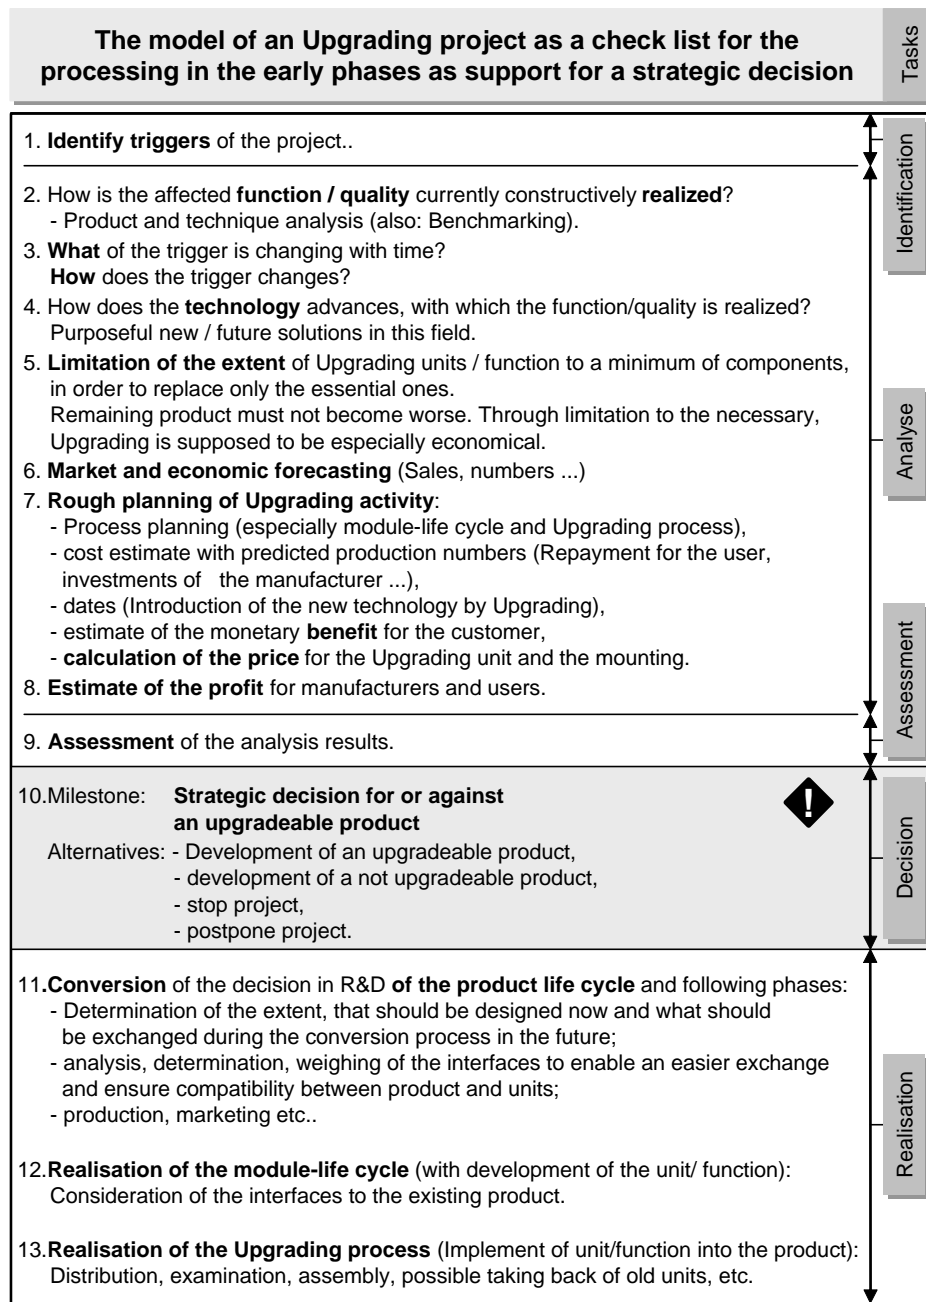 The model of an Upgrading project as a check list for the
processing in the early phases as support for a strategic decision
Tasks
1. Identify triggers of the project..
Identification
2. How is the affected function / quality currently constructively realized?
- Product and technique analysis (also: Benchmarking).
3. What of the trigger is changing with time?
How does the trigger changes?
4. How does the technology advances, with which the function/quality is realized?
Purposeful new / future solutions in this field.
5. Limitation of the extent of Upgrading units / function to a minimum of components,
in order to replace only the essential ones.
Remaining product must not become worse. Through limitation to the necessary,
Upgrading is supposed to be especially economical.
Analyse
6. Market and economic forecasting (Sales, numbers ...)
7. Rough planning of Upgrading activity:
- Process planning (especially module-life cycle and Upgrading process),
- cost estimate with predicted production numbers (Repayment for the user,
investments of   the manufacturer ...),
- dates (Introduction of the new technology by Upgrading),
- estimate of the monetary benefit for the customer,
- calculation of the price for the Upgrading unit and the mounting.
8. Estimate of the profit for manufacturers and users.
Assessment
9. Assessment of the analysis results.
10.Milestone: Strategic decision for or against
an upgradeable product
!
Alternatives: - Development of an upgradeable product,
- development of a not upgradeable product,
- stop project,
- postpone project.
Decision
11.Conversion of the decision in R&D of the product life cycle and following phases:
- Determination of the extent, that should be designed now and what should
be exchanged during the conversion process in the future;
- analysis, determination, weighing of the interfaces to enable an easier exchange
and ensure compatibility between product and units;
- production, marketing etc..
Realisation
12.Realisation of the module-life cycle (with development of the unit/ function):
Consideration of the interfaces to the existing product.
13.Realisation of the Upgrading process (Implement of unit/function into the product):
Distribution, examination, assembly, possible taking back of old units, etc.